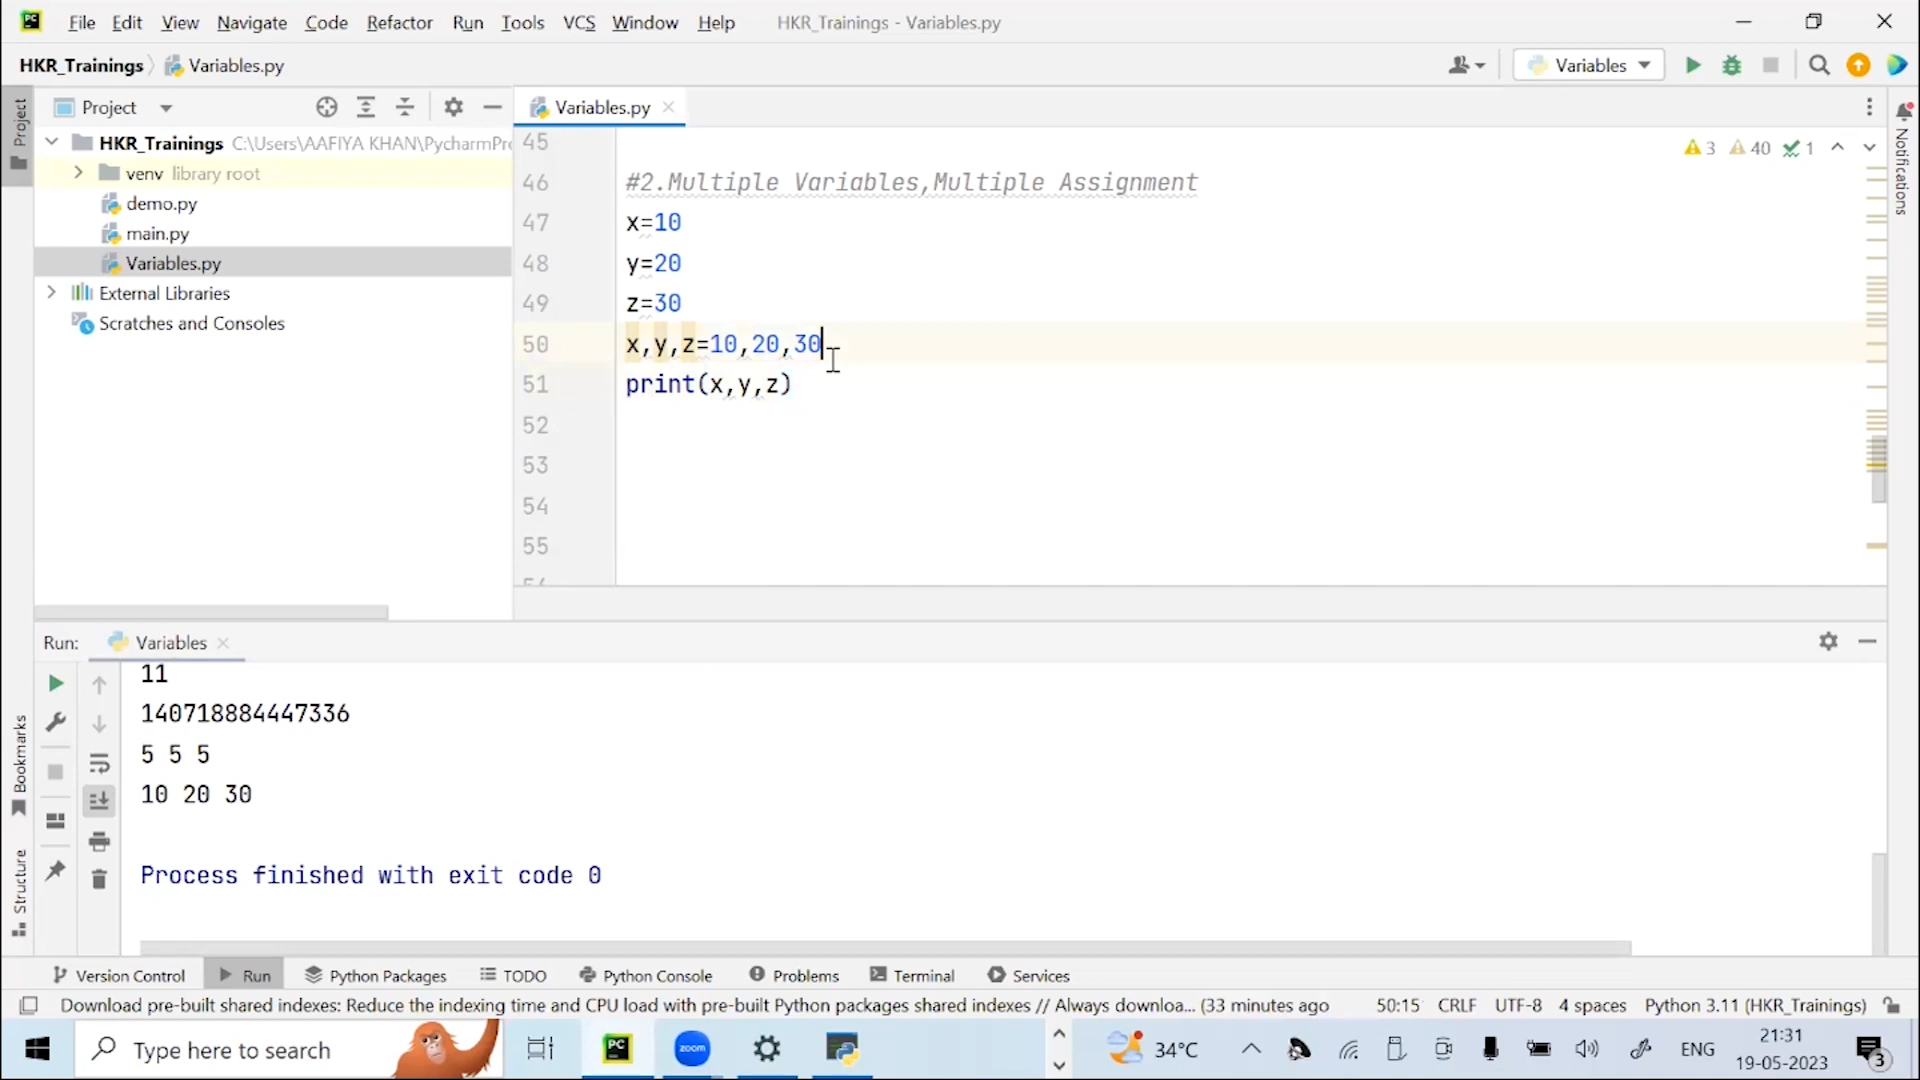 PC File Edit View Navigate Code Refactor Run Tools VCS Window Help HKR_Trainings - Variables.py
HKR_Trainings Variables.py Variables
Project
Project
Variables.py
HKR_Trainings C:\Users\AAFIYA KHAN\PycharmPr
venv library root
demo.py
main.py
Variables.py
External Libraries
Scratches and Consoles
3 40 1
45
46 #2.Multiple Variables,Multiple Assignment
47 x=10
48 y=20
49 z=30
50 x,y,z=10,20,30
51 print(x,y,z)
52
53
54
55
Notifications
Run: Variables
11
140718884447336
5 5 5
10 20 30
Process finished with exit code 0
Bookmarks
Structure
Version Control Run Python Packages TODO Python Console Problems Terminal Services
Download pre-built shared indexes: Reduce the indexing time and CPU load with pre-built Python packages shared indexes // Always downloa... (33 minutes ago 50:15 CRLF UTF-8 4 spaces Python 3.11 (HKR_Trainings)
Type here to search PC zoom 34°C ENG 21:31
19-05-2023 3